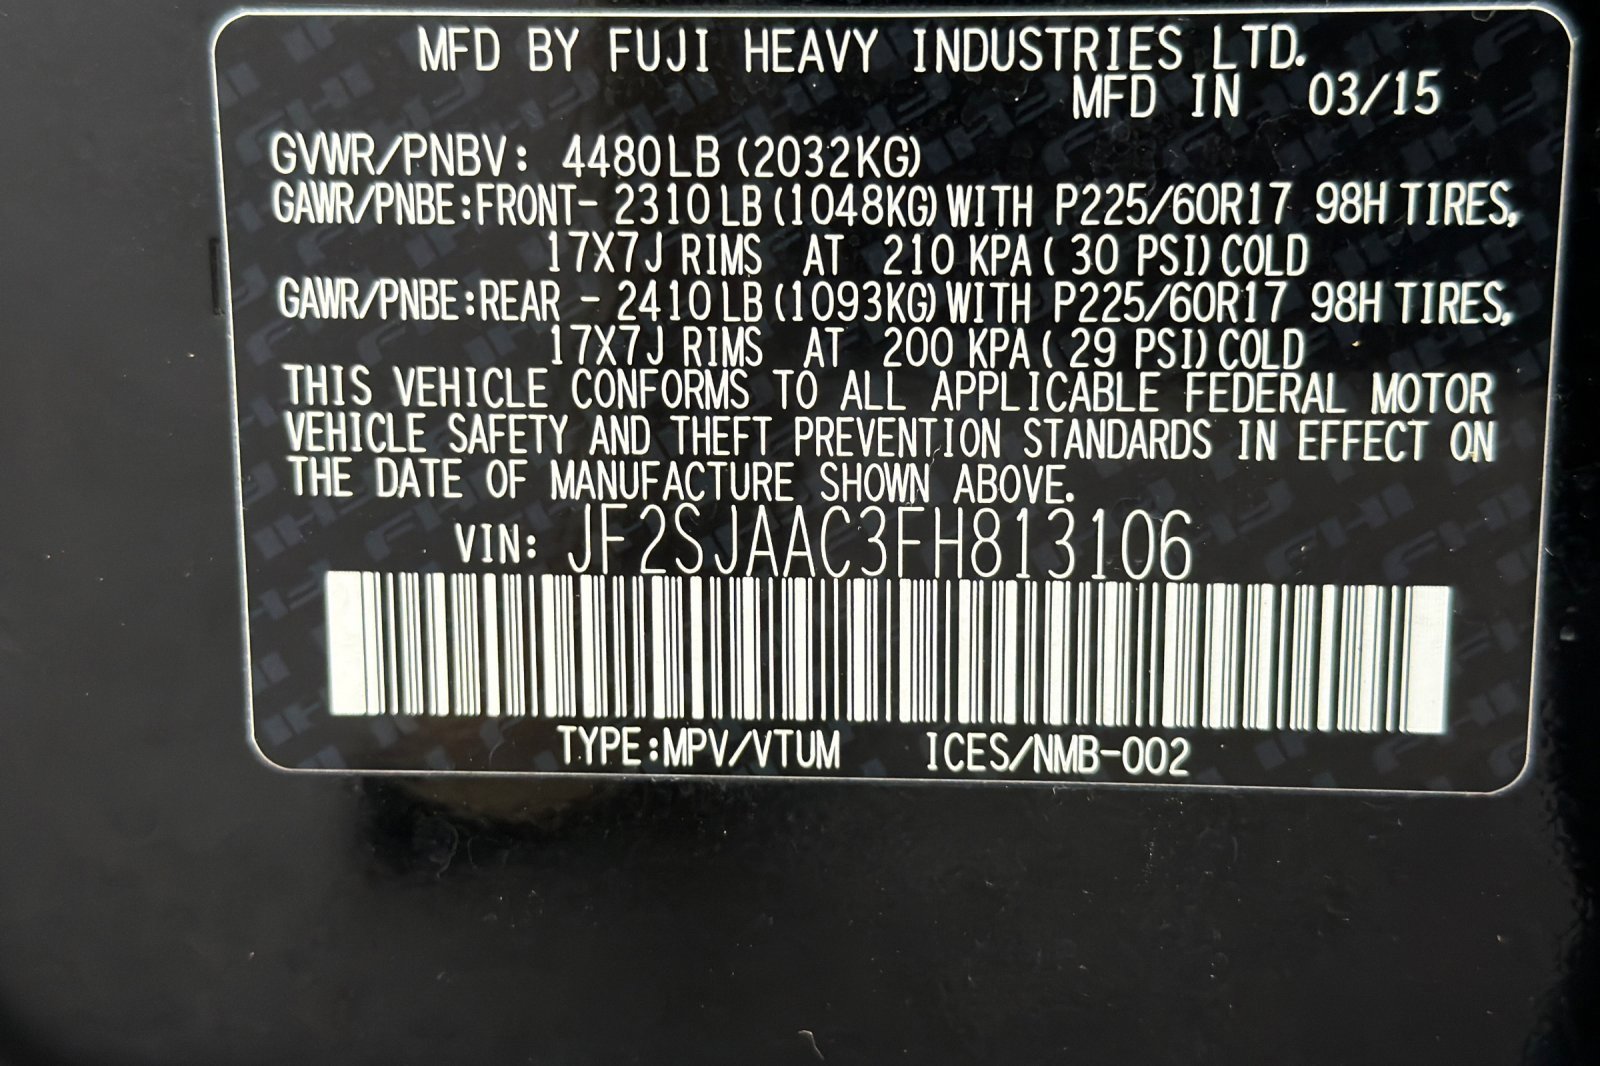 MFD BY FUJI HEAVY INDUSTRIES LTD.
MFD IN 03/15
GVWR/PNBV: 4480LB (2032KG)
GAWR/PNBE:FRONT- 2310LB (1048KG) WITH P225/60R17 98H TIRES,
17X7J RIMS AT 210 KPA ( 30 PSI) COLD
GAWR/PNBE:REAR - 2410LB (1093KG) WITH P225/60R17 98H TIRES,
17X7J RIMS AT 200 KPA ( 29 PSI) COLD
THIS VEHICLE CONFORMS TO ALL APPLICABLE FEDERAL MOTOR
VEHICLE SAFETY AND THEFT PREVENTION STANDARDS IN EFFECT ON
THE DATE OF MANUFACTURE SHOWN ABOVE.
VIN: JF2SJAAC3FH813106
TYPE:MPV/VTUM ICES/NMB-002